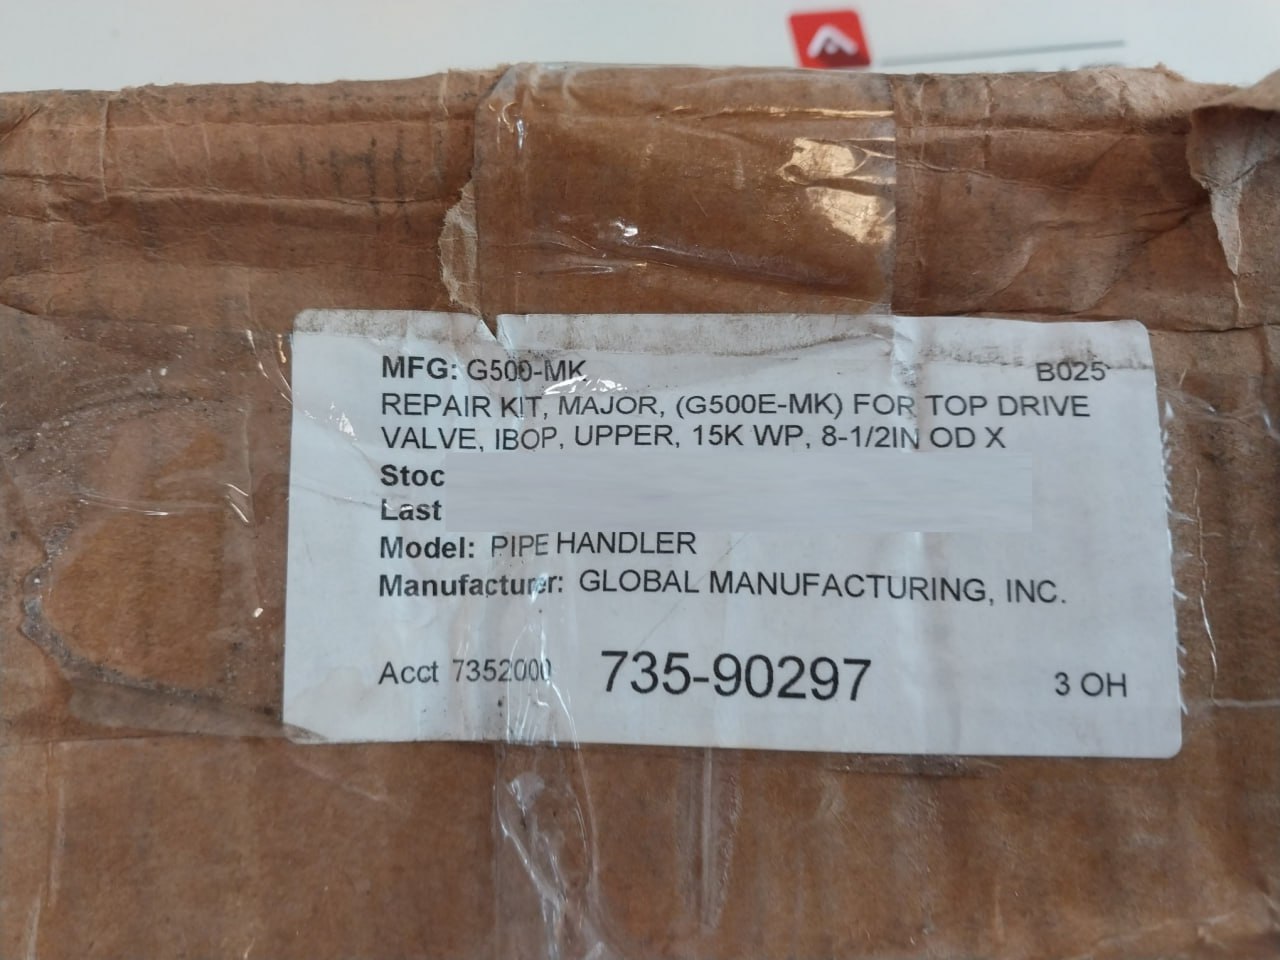 MFG: G500-MK B025
REPAIR KIT, MAJOR, (G500E-MK) FOR TOP DRIVE
VALVE, IBOP, UPPER, 15K WP, 8-1/2IN OD X
Stoc
Last
Model: PIPE HANDLER
Manufacturer: GLOBAL MANUFACTURING, INC.
Acct 7352000 735-90297 3 OH